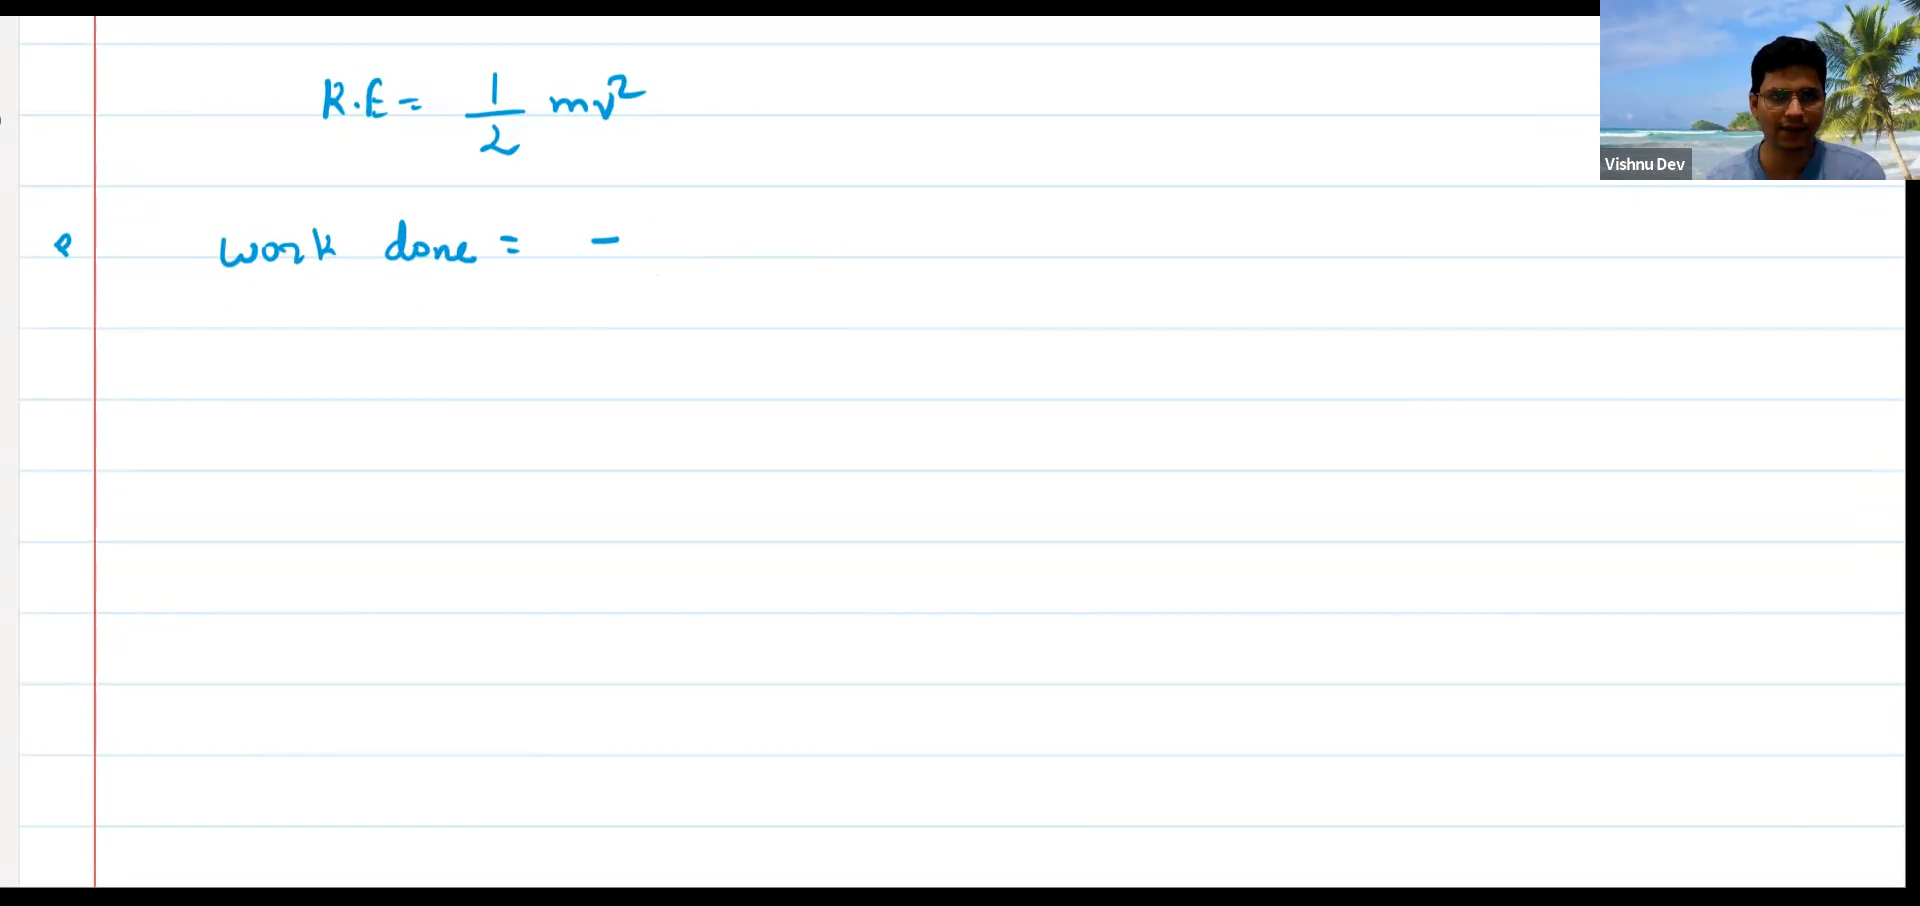 K.E = 1/2 mv²
Vishnu Dev
work done = -